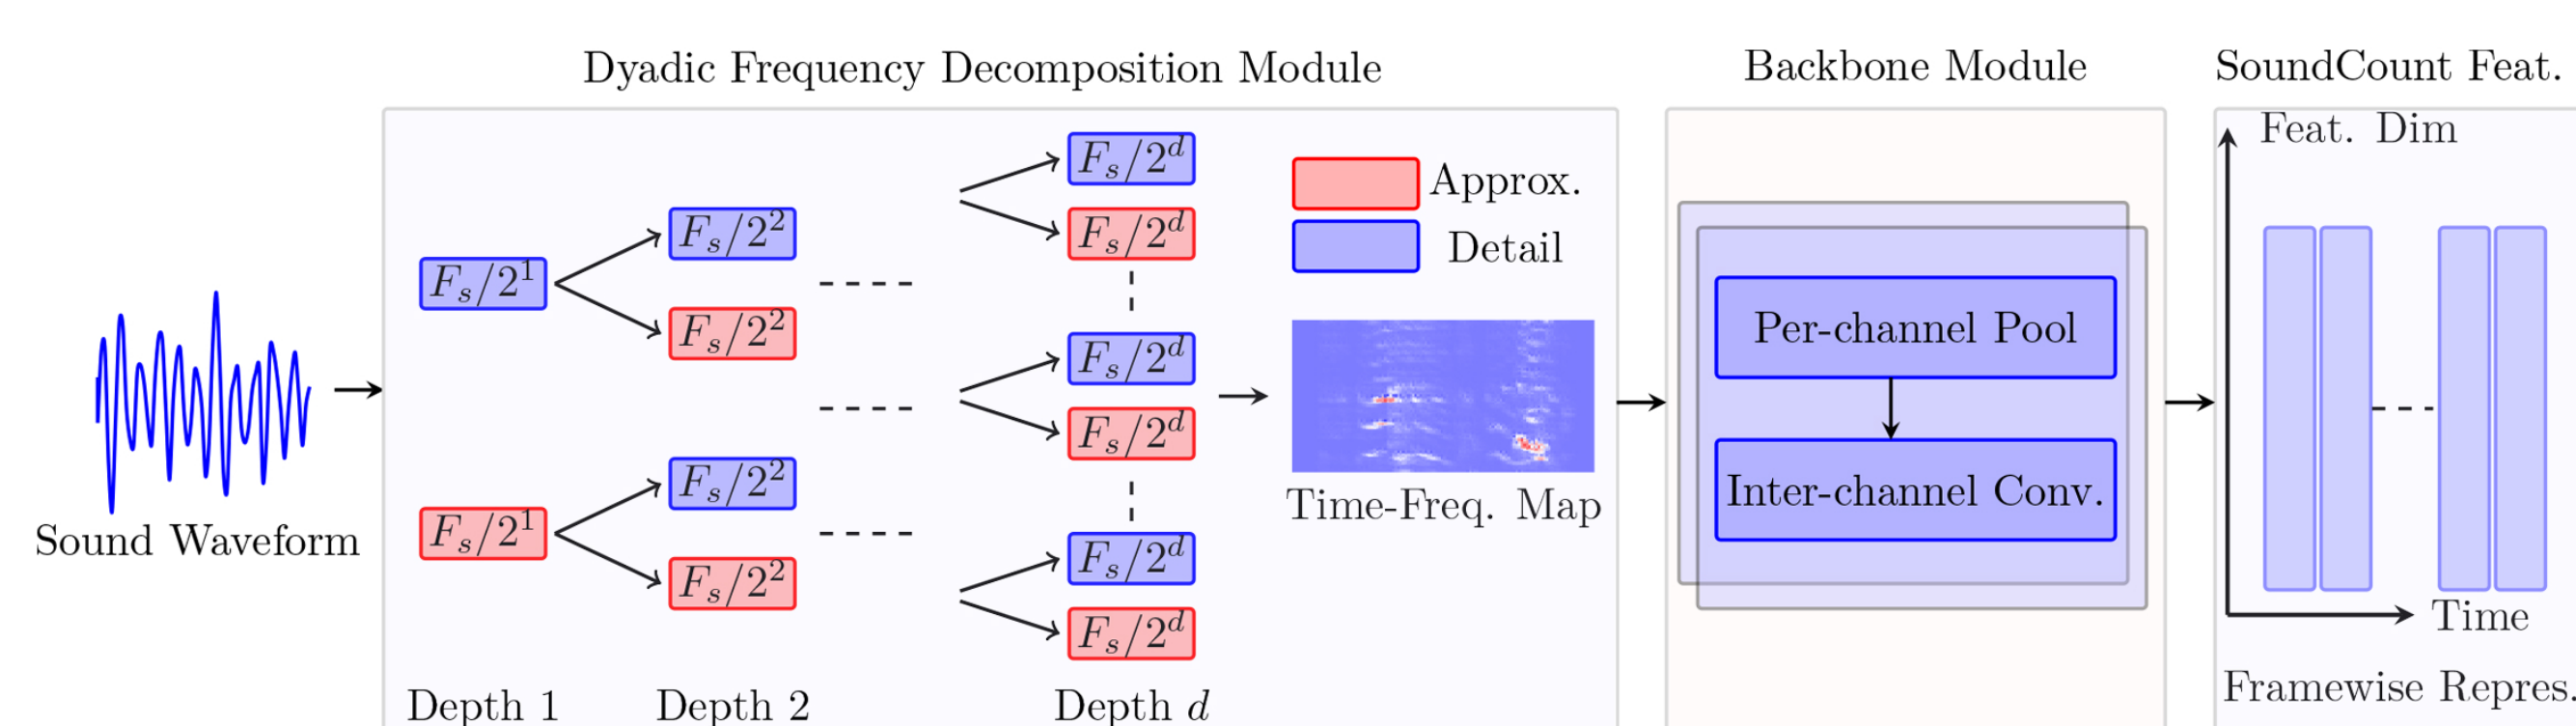 Dyadic Frequency Decomposition Module
Backbone Module
SoundCount Feat.
Sound Waveform
F_s/2^1
F_s/2^1
Depth 1
F_s/2^2
F_s/2^2
F_s/2^2
F_s/2^2
Depth 2
F_s/2^d
F_s/2^d
F_s/2^d
F_s/2^d
F_s/2^d
F_s/2^d
Depth d
Approx.
Detail
Time-Freq. Map
Per-channel Pool
Inter-channel Conv.
Feat. Dim
Time
Framewise Repres.